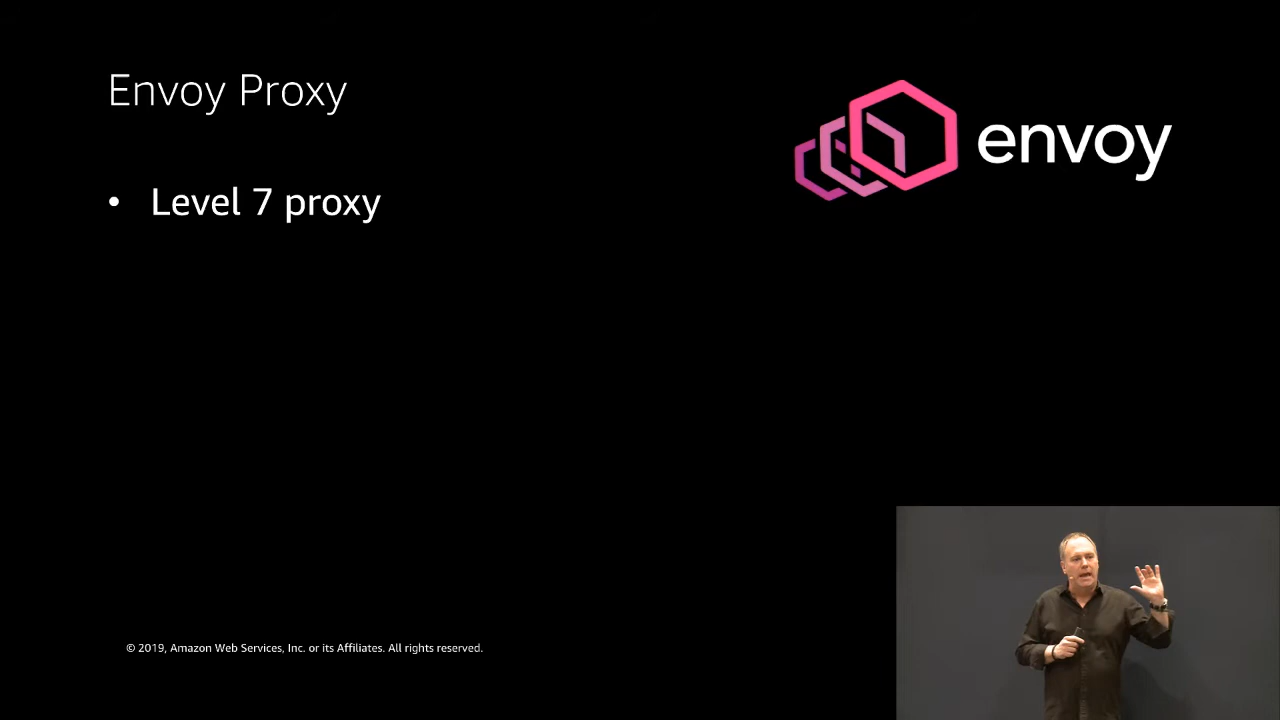 Envoy Proxy
envoy
• Level 7 proxy
© 2019, Amazon Web Services, Inc. or its Affiliates. All rights reserved.